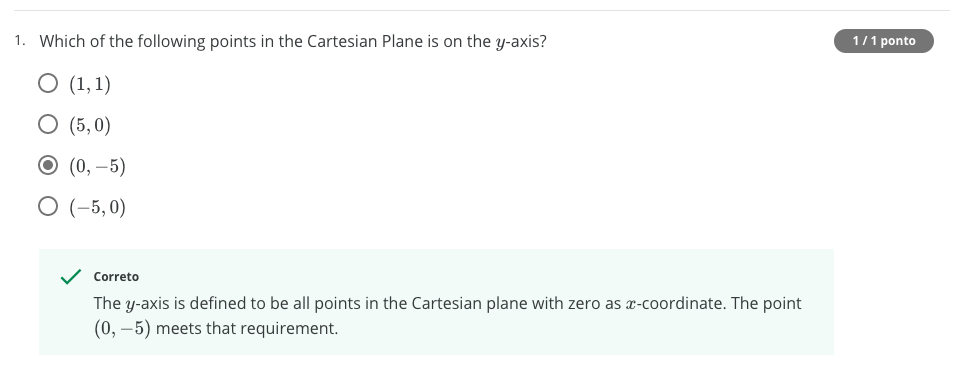 1. Which of the following points in the Cartesian Plane is on the y-axis?
1 / 1 ponto
(1, 1)
(5, 0)
(0, −5)
(−5, 0)
Correto
The y-axis is defined to be all points in the Cartesian plane with zero as x-coordinate. The point
(0, −5) meets that requirement.